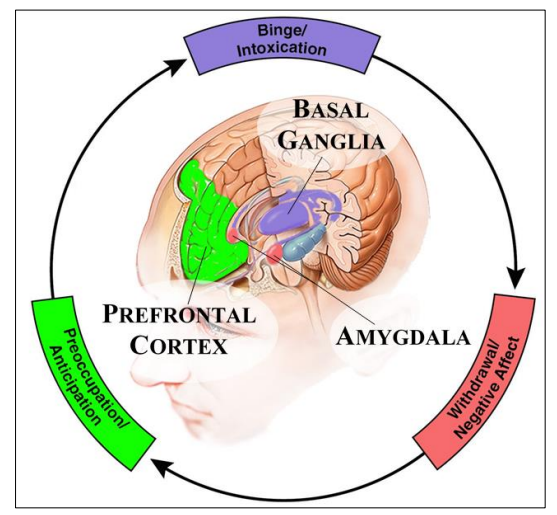 Binge/
Intoxication
BASAL
GANGLIA
PREFRONTAL
CORTEX
AMYGDALA
Withdrawal/
Negative Affect
Preoccupation/
Anticipation